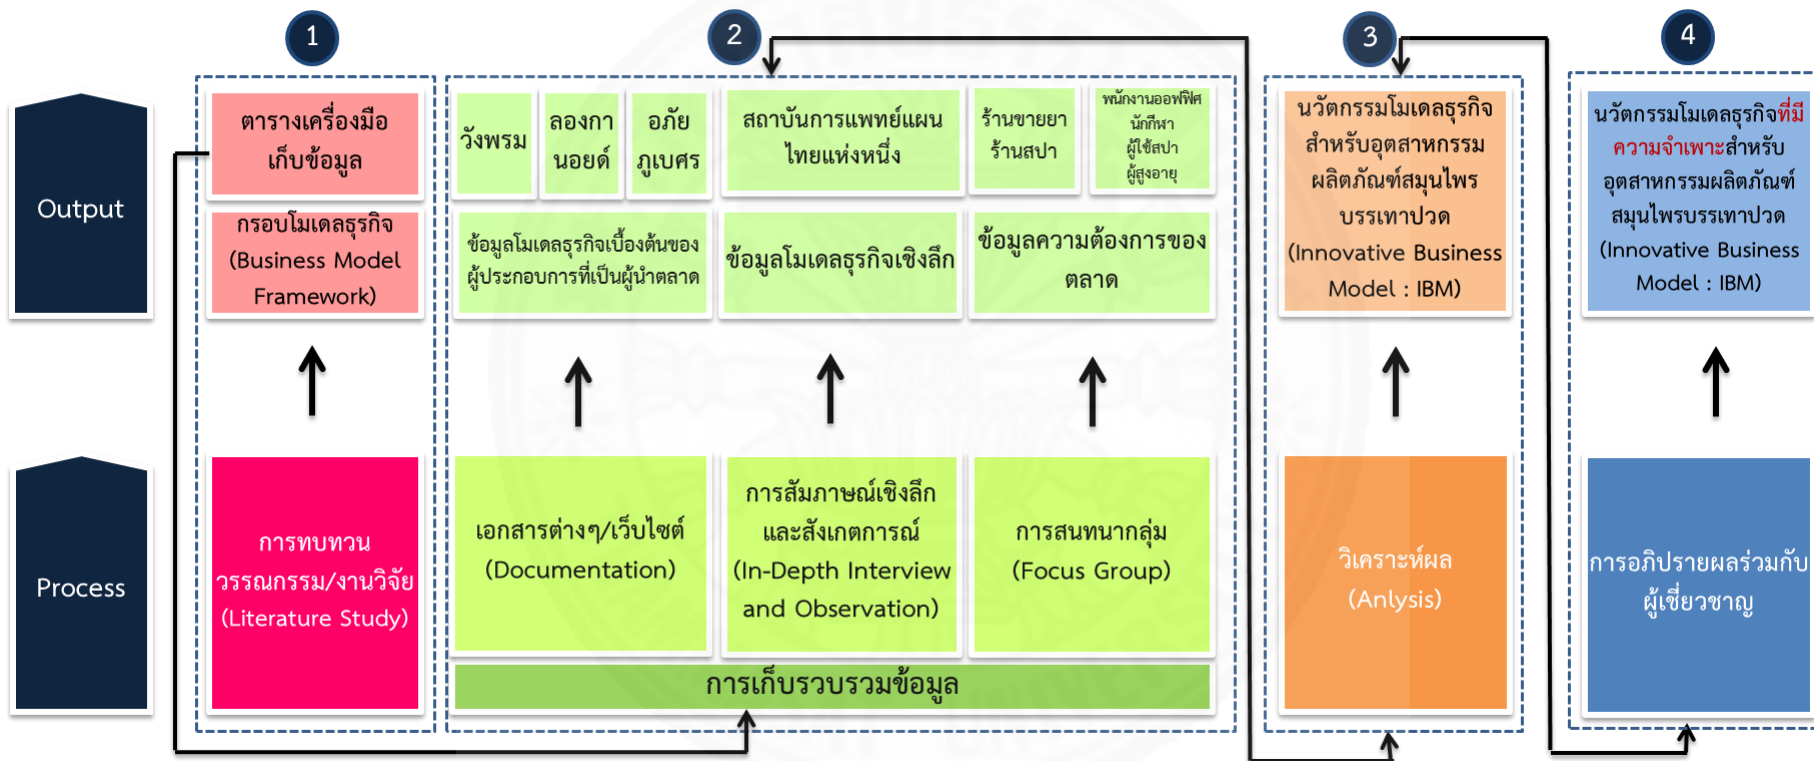 1
2
3
4
Output
ตารางเครื่องมือ
เก็บข้อมูล
กรอบโมเดลธุรกิจ
(Business Model
Framework)
วังพรม
ลองกา
นอยด์
อภัย
ภูเบศร
สถาบันการแพทย์แผน
ไทยแห่งหนึ่ง
ร้านขายยา
ร้านสปา
พนักงานออฟฟิศ
นักกีฬา
ผู้ใช้สปา
ผู้สูงอายุ
ข้อมูลโมเดลธุรกิจเบื้องต้นของ
ผู้ประกอบการที่เป็นผู้นำตลาด
ข้อมูลโมเดลธุรกิจเชิงลึก
ข้อมูลความต้องการของ
ตลาด
นวัตกรรมโมเดลธุรกิจ
สำหรับอุตสาหกรรม
ผลิตภัณฑ์สมุนไพร
บรรเทาปวด
(Innovative Business
Model : IBM)
นวัตกรรมโมเดลธุรกิจที่มี
ความจำเพาะสำหรับ
อุตสาหกรรมผลิตภัณฑ์
สมุนไพรบรรเทาปวด
(Innovative Business
Model : IBM)
Process
การทบทวน
วรรณกรรม/งานวิจัย
(Literature Study)
เอกสารต่างๆ/เว็บไซต์
(Documentation)
การสัมภาษณ์เชิงลึก
และสังเกตการณ์
(In-Depth Interview
and Observation)
การสนทนากลุ่ม
(Focus Group)
การเก็บรวบรวมข้อมูล
วิเคราะห์ผล
(Anlysis)
การอภิปรายผลร่วมกับ
ผู้เชี่ยวชาญ